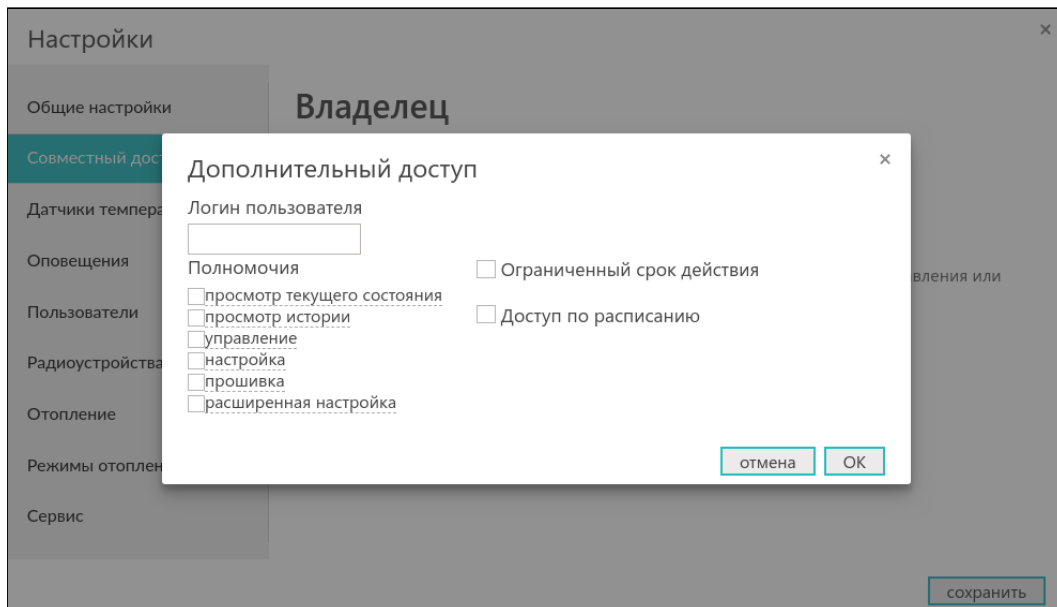 Настройки
×
Общие настройки
Владелец
Совместный дос
Датчики темпера
Оповещения
вления или
Пользователи
Радиоустройства
Отопление
Режимы отоплен
Сервис
Дополнительный доступ
×
Логин пользователя
Полномочия
просмотр текущего состояния
просмотр истории
управление
настройка
прошивка
расширенная настройка
Ограниченный срок действия
Доступ по расписанию
отмена
ОК
сохранить